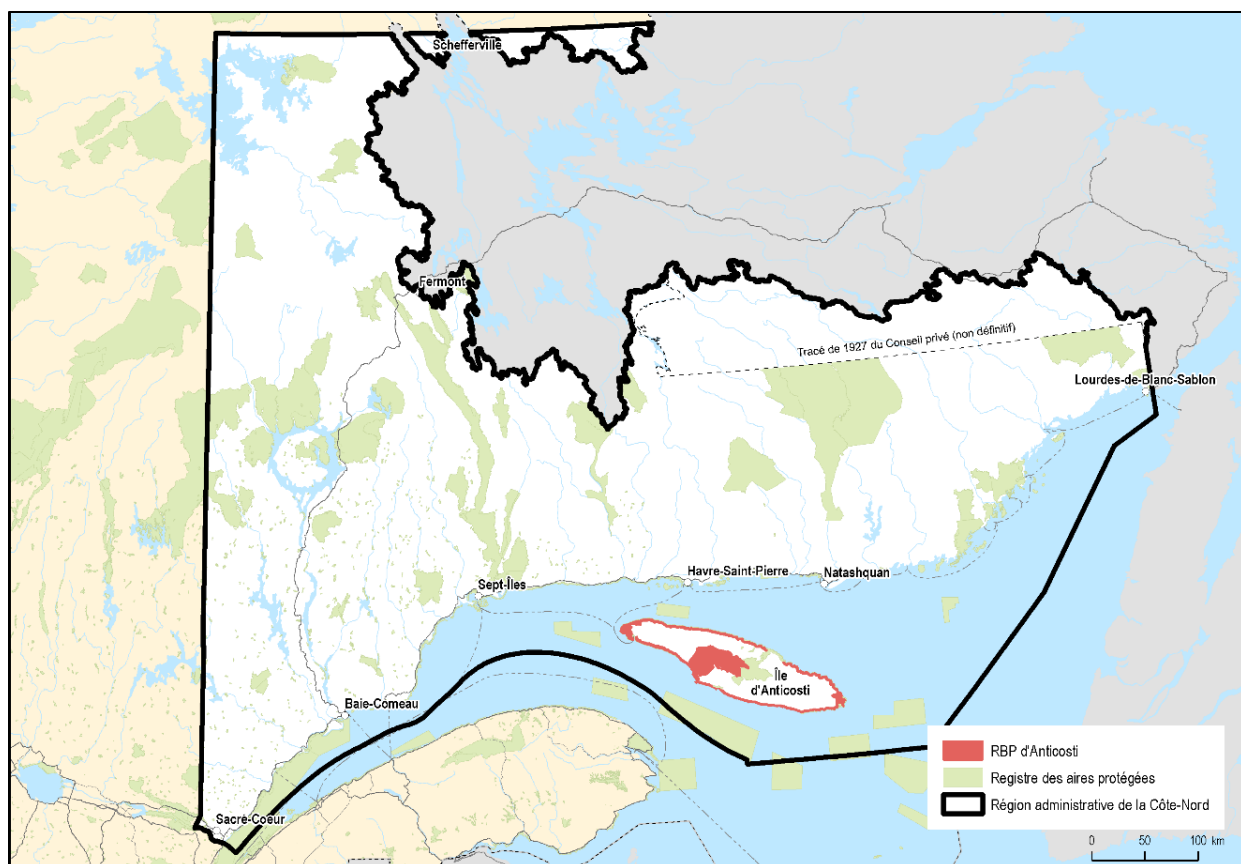 Schefferville
Fermont
Tracé de 1927 du Conseil privé (non définitif)
Lourdes-de-Blanc-Sablon
Havre-Saint-Pierre
Natashquan
Sept-Îles
Île
d'Anticosti
Baie-Comeau
Sacré-Coeur
RBP d'Anticosti
Registre des aires protégées
Région administrative de la Côte-Nord
0 50 100 km